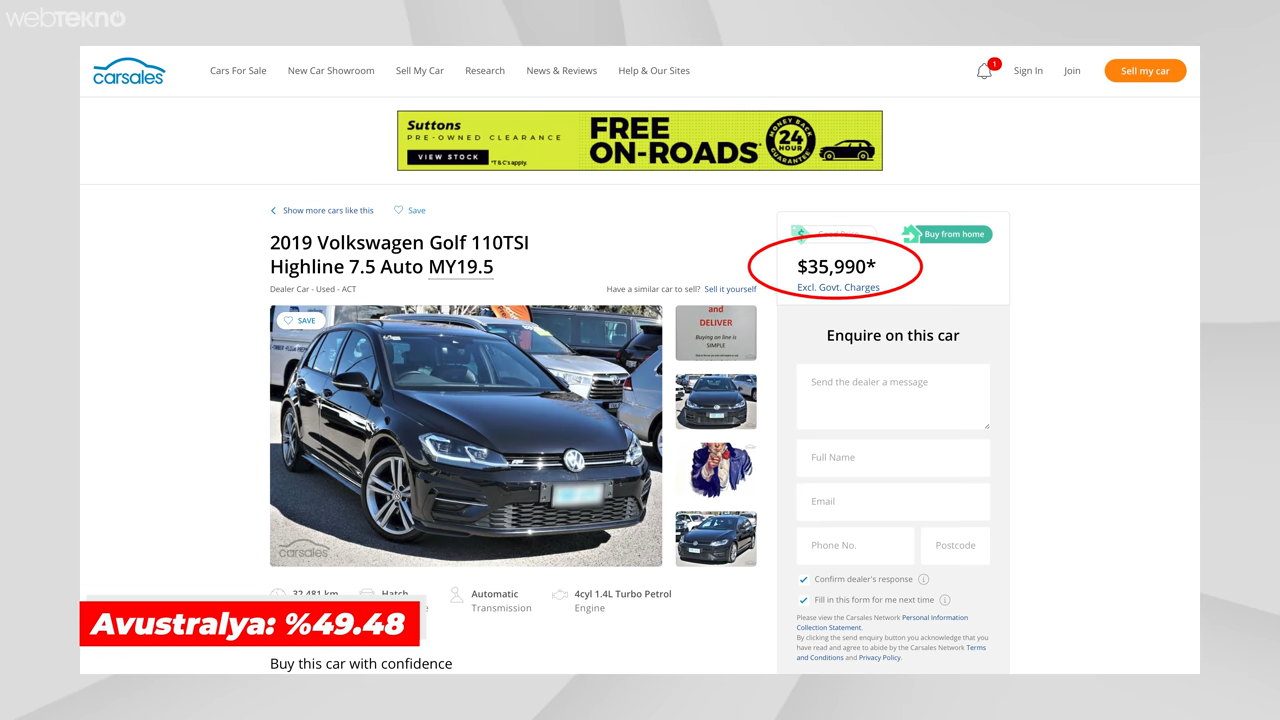 webTEKNO
carsales
Cars For Sale
New Car Showroom
Sell My Car
Research
News & Reviews
Help & Our Sites
1
Sign In
Join
Sell my car
Suttons
PRE-OWNED CLEARANCE
VIEW STOCK
*T&C's apply.
FREE
ON-ROADS*
MONEY BACK
24
HOUR
GUARANTEE
Show more cars like this
Save
2019 Volkswagen Golf 110TSI
Highline 7.5 Auto MY19.5
Dealer Car - Used - ACT
Have a similar car to sell? Sell it yourself
SAVE
carsales
and
DELIVER
Buying on line is
SIMPLE
$
Buy from home
$35,990*
Excl. Govt. Charges
Enquire on this car
Send the dealer a message
Full Name
Email
Phone No.
Postcode
Confirm dealer's response
Fill in this form for me next time
Please view the Carsales Network Personal Information
Collection Statement.
By clicking the send enquiry button you acknowledge that you
have read and agree to abide by the Carsales Network Terms
and Conditions and Privacy Policy.
32,481 km
Hatch
Automatic
Transmission
4cyl 1.4L Turbo Petrol
Engine
Avustralya: %49.48
Buy this car with confidence